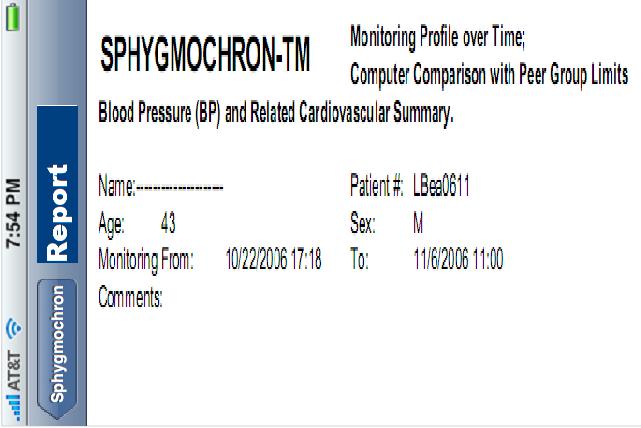 AT&T 7:54 PM
Sphygmochron Report
SPHYGMOCHRON-TM
Monitoring Profile over Time;
Computer Comparison with Peer Group Limits
Blood Pressure (BP) and Related Cardiovascular Summary.
Name:--------------------- Patient #: LBea0611
Age: 43 Sex: M
Monitoring From: 10/22/2006 17:18 To: 11/6/2006 11:00
Comments: